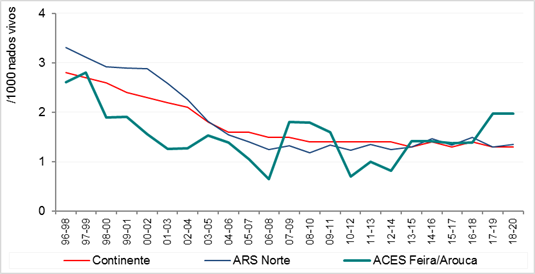 /1000 nados vivos
4
3
2
1
0
96-98 97-99 98-00 99-01 00-02 01-03 02-04 03-05 04-06 05-07 06-08 07-09 08-10 09-11 10-12 11-13 12-14 13-15 14-16 15-17 16-18 17-19 18-20
Continente ARS Norte ACES Feira/Arouca